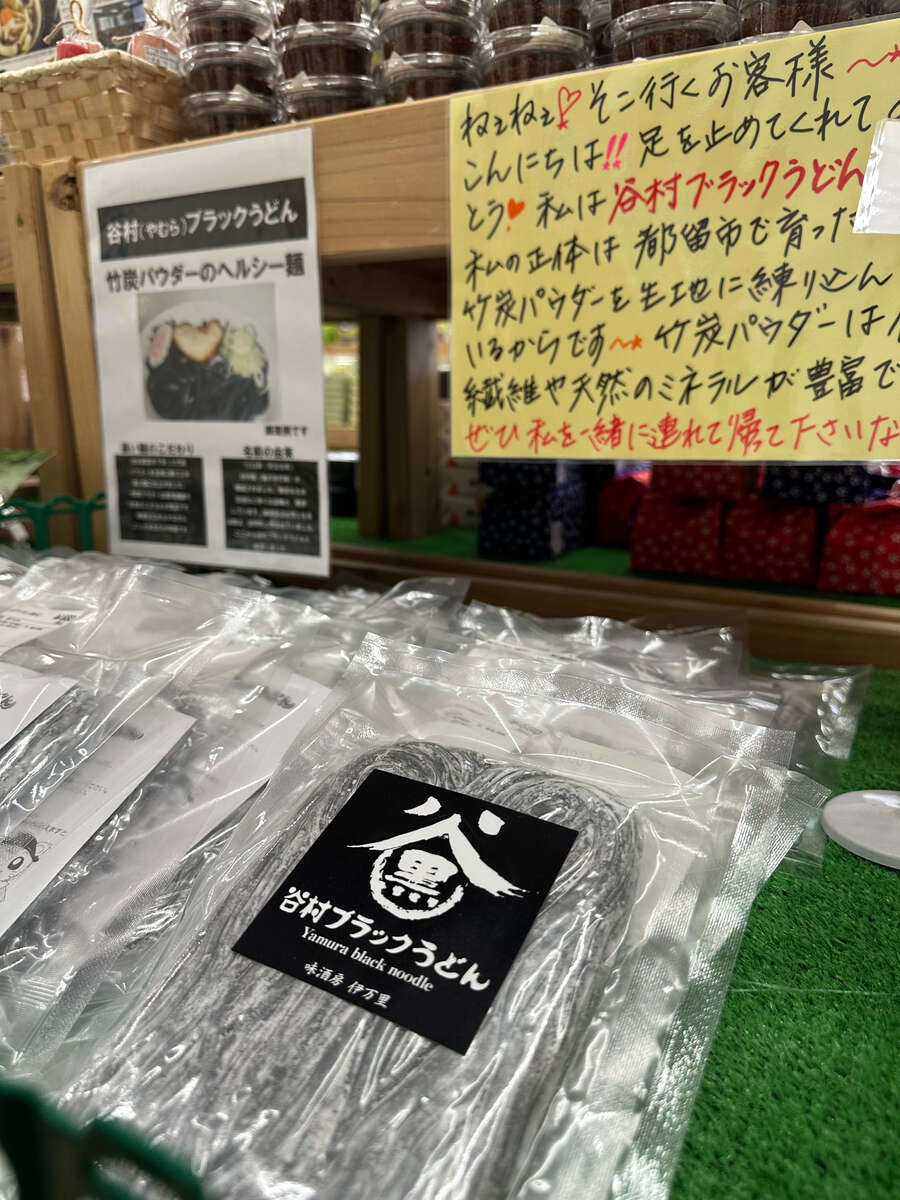 谷村(やむら)ブラックうどん
竹炭パウダーのヘルシー麺
ねぇねぇ そこ行くお客様
こんにちは!! 足を止めてくれて
とう 私は 谷村ブラックうどん
私の正体は 都留市で育った
竹炭パウダーを生地に練り込ん
いるからです 竹炭パウダーは
繊維や天然のミネラルが豊富で
ぜひ 私を一緒に連れて帰って下さいな
谷
黒
谷村ブラックうどん
Yamura black noodle
味酒房 伊万里